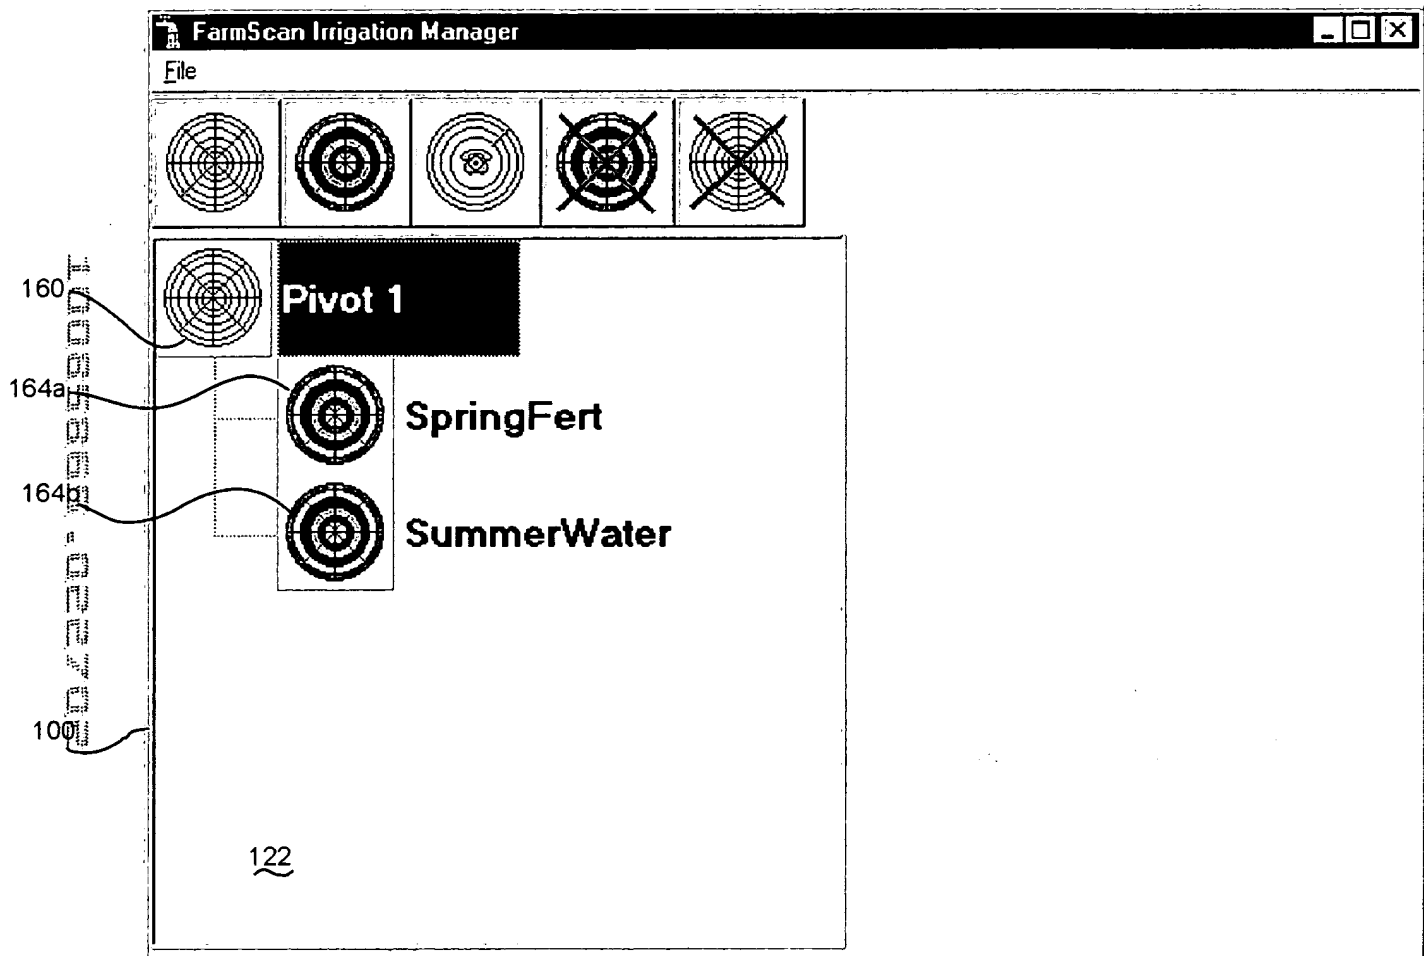 FarmScan Irrigation Manager
File
160
Pivot 1
164a
SpringFert
164b
SummerWater
100
122